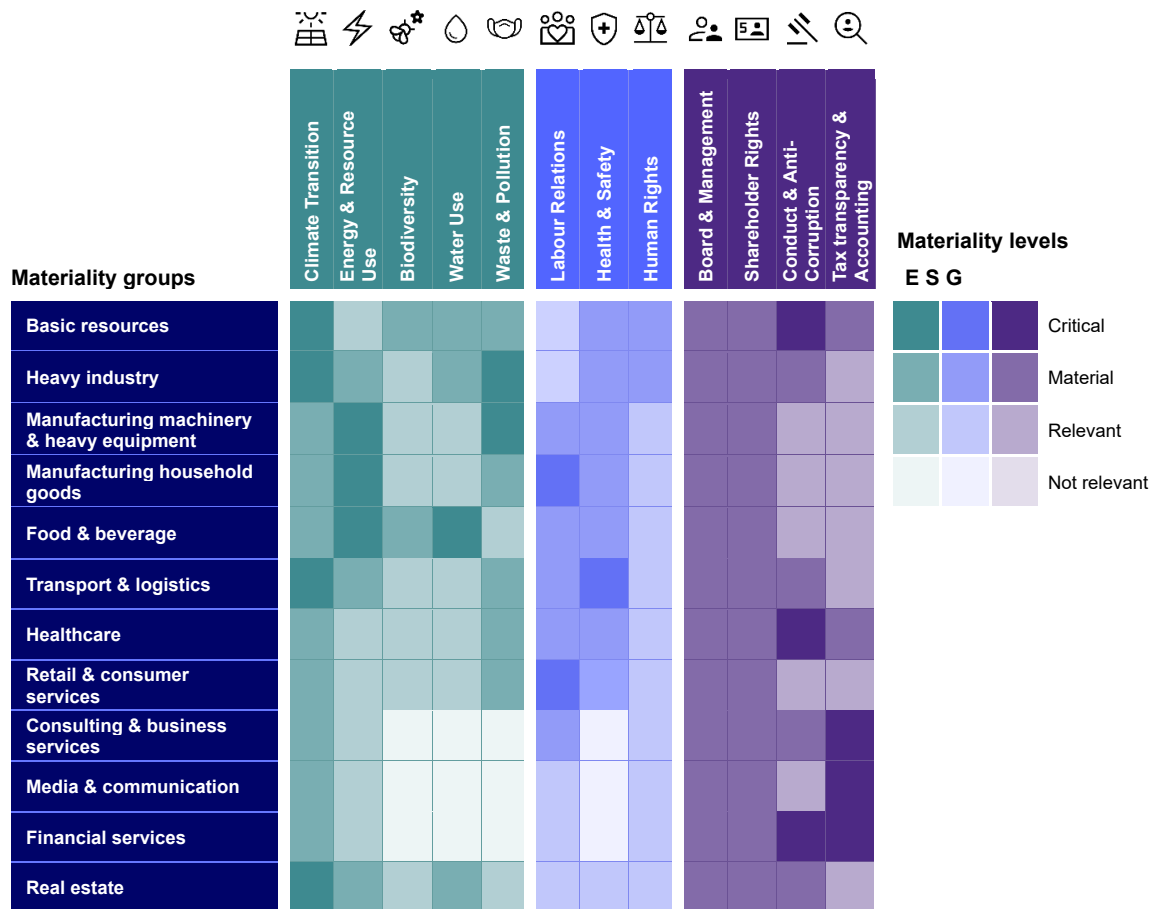 5
Climate Transition
Energy & Resource
Use
Biodiversity
Water Use
Waste & Pollution
Labour Relations
Health & Safety
Human Rights
Board & Management
Shareholder Rights
Conduct & Anti-
Corruption
Tax transparency &
Accounting
Materiality levels
E S G
Critical
Material
Relevant
Not relevant
Materiality groups
Basic resources
Heavy industry
Manufacturing machinery
& heavy equipment
Manufacturing household
goods
Food & beverage
Transport & logistics
Healthcare
Retail & consumer
services
Consulting & business
services
Media & communication
Financial services
Real estate